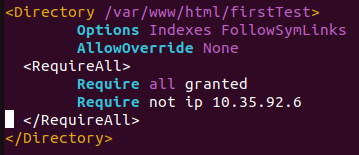 <Directory /var/www/html/firstTest>
Options Indexes FollowSymLinks
AllowOverride None
<RequireAll>
Require all granted
Require not ip 10.35.92.6
</RequireAll>
</Directory>